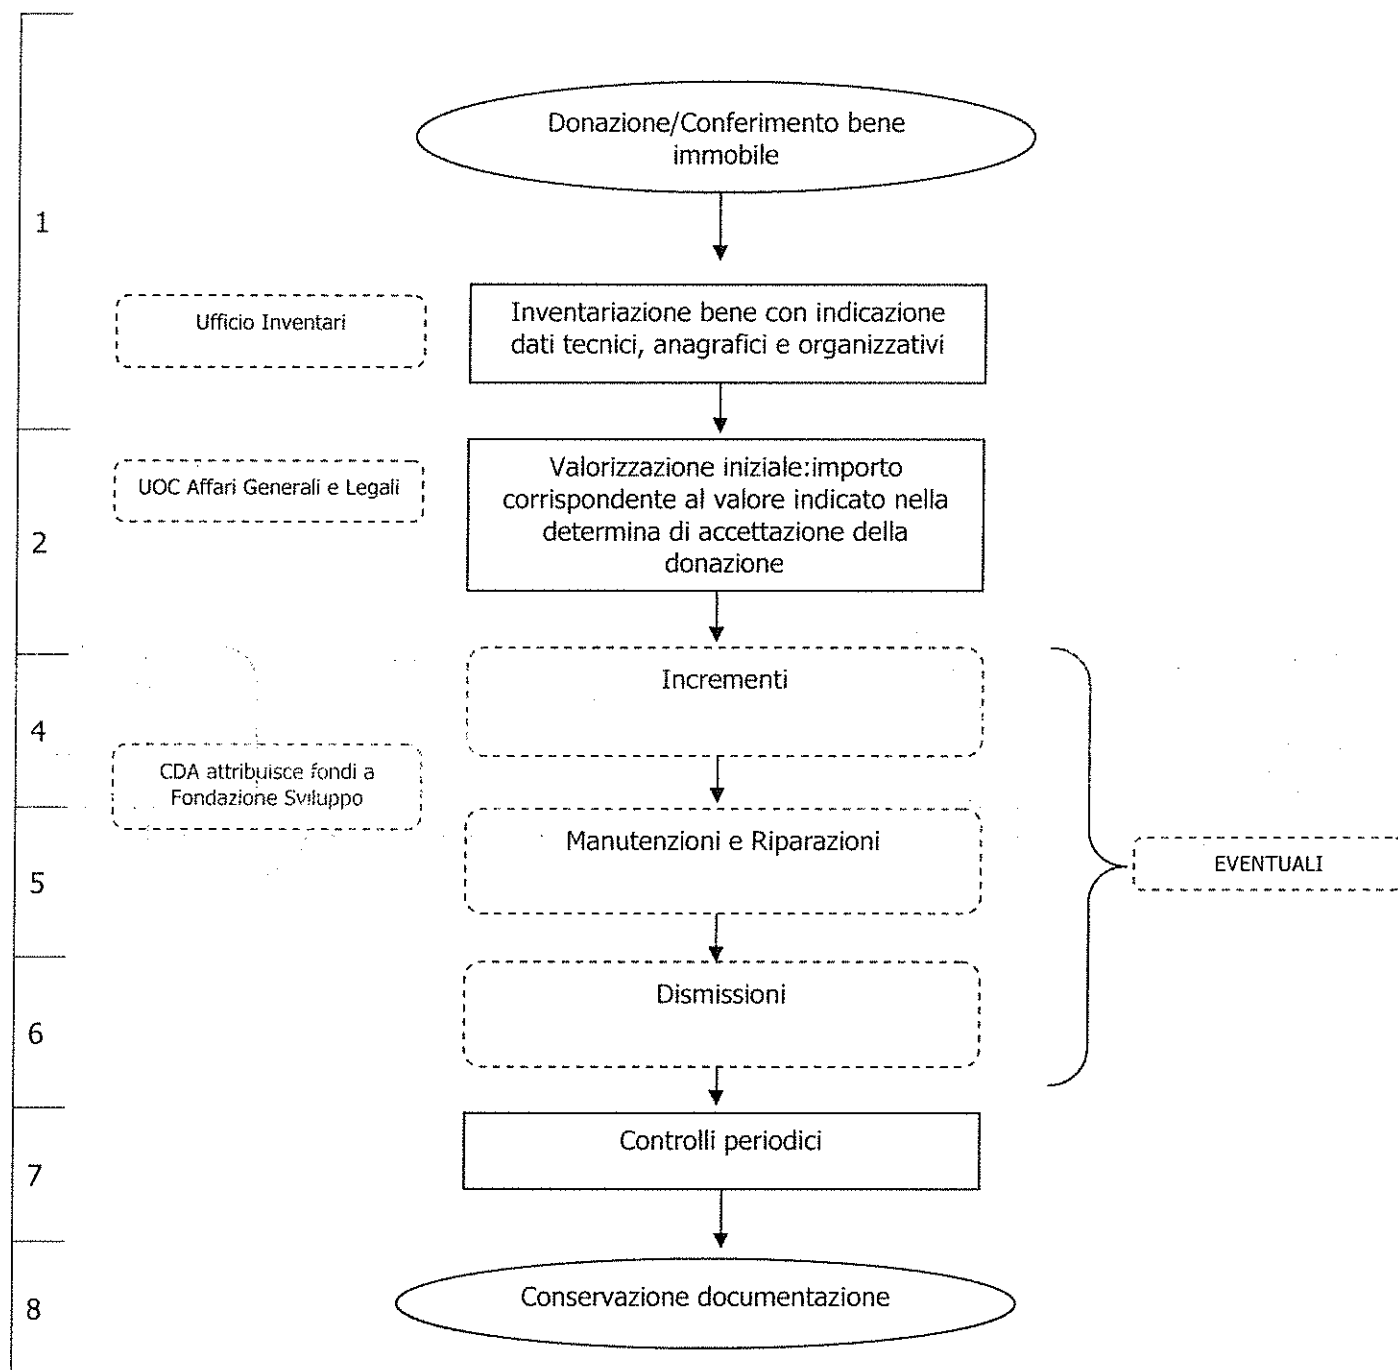 Donazione/Conferimento bene
immobile
1
Ufficio Inventari
Inventariazione bene con indicazione
dati tecnici, anagrafici e organizzativi
UOC Affari Generali e Legali
Valorizzazione iniziale:importo
corrispondente al valore indicato nella
determina di accettazione della
donazione
2
Incrementi
4
CDA attribuisce fondi a
Fondazione Sviluppo
Manutenzioni e Riparazioni
EVENTUALI
5
Dismissioni
6
Controlli periodici
7
Conservazione documentazione
8